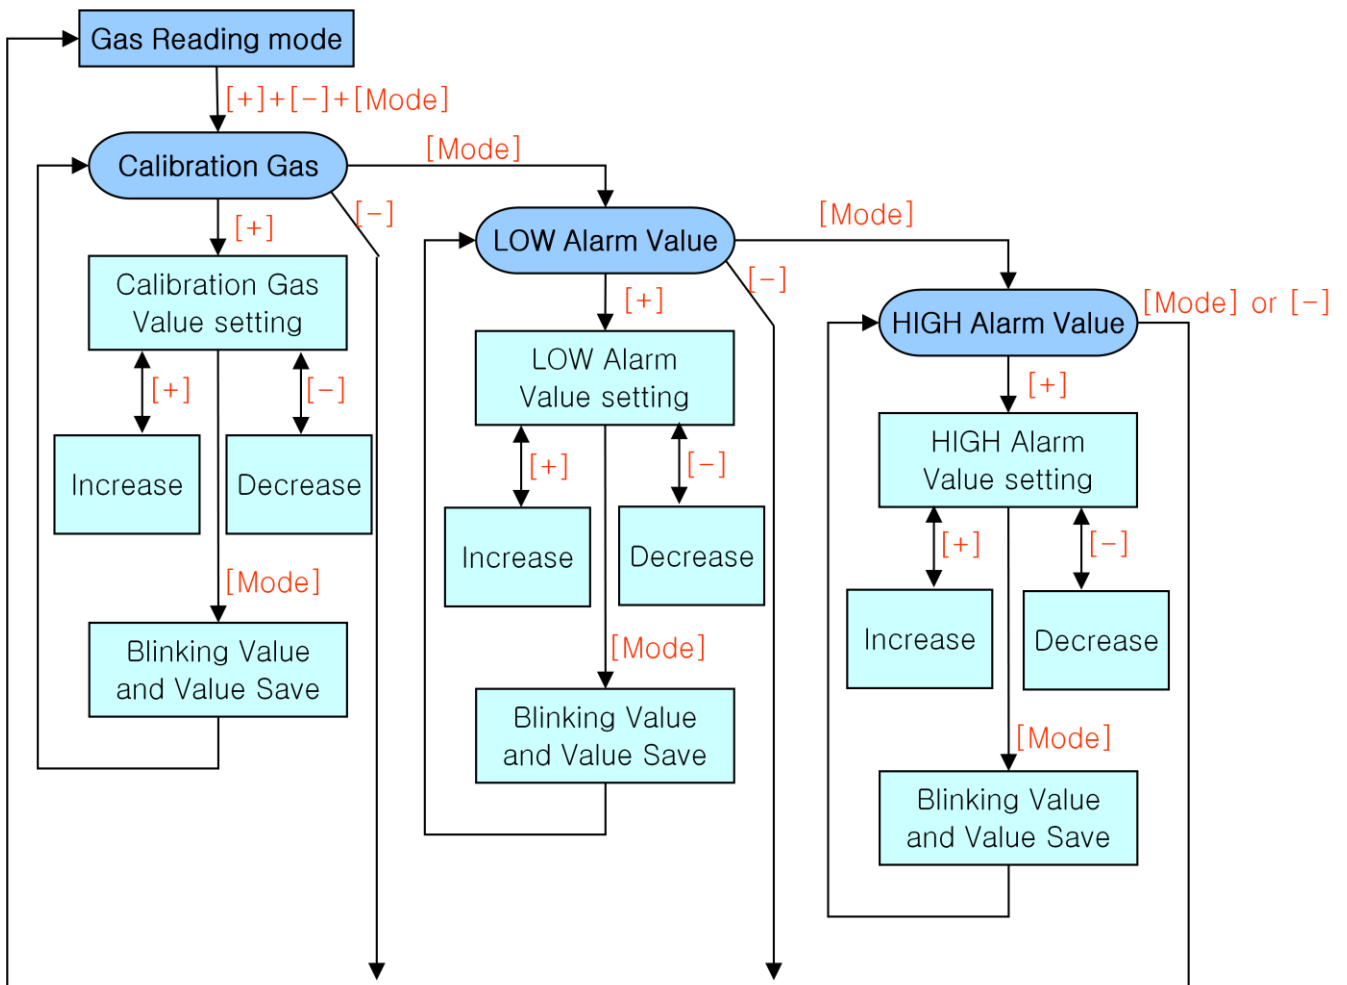 Gas Reading mode
[+]+[-]+[Mode]
Calibration Gas
[Mode]
[-]
[+]
Calibration Gas
Value setting
[+]
[-]
Increase
Decrease
[Mode]
Blinking Value
and Value Save
LOW Alarm Value
[Mode]
[-]
[+]
LOW Alarm
Value setting
[+]
[-]
Increase
Decrease
[Mode]
Blinking Value
and Value Save
HIGH Alarm Value
[Mode] or [-]
[+]
HIGH Alarm
Value setting
[+]
[-]
Increase
Decrease
[Mode]
Blinking Value
and Value Save